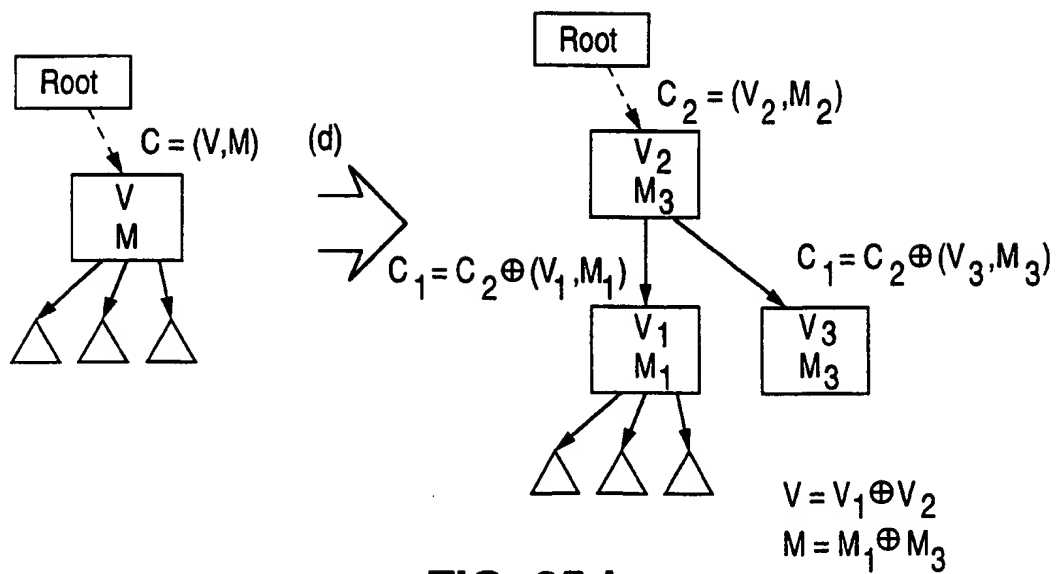 Root
C = (V,M)
V
M
(d)
Root
C₂ = (V₂,M₂)
V₂
M₃
C₁ = C₂ ⊕ (V₁,M₁)
C₁ = C₂ ⊕ (V₃,M₃)
V₁
M₁
V₃
M₃
V = V₁ ⊕ V₂
M = M₁ ⊕ M₃